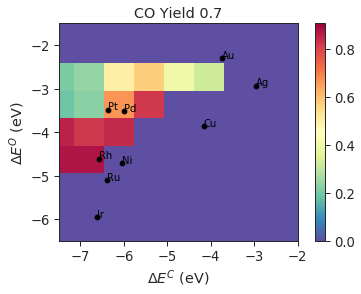 CO Yield 0.7
ΔE^O (eV)
−2
−3
−4
−5
−6
Au
Ag
Pt
Pd
Cu
Rh
Ni
Ru
Ir
−7
−6
−5
−4
−3
−2
ΔE^C (eV)
0.8
0.6
0.4
0.2
0.0